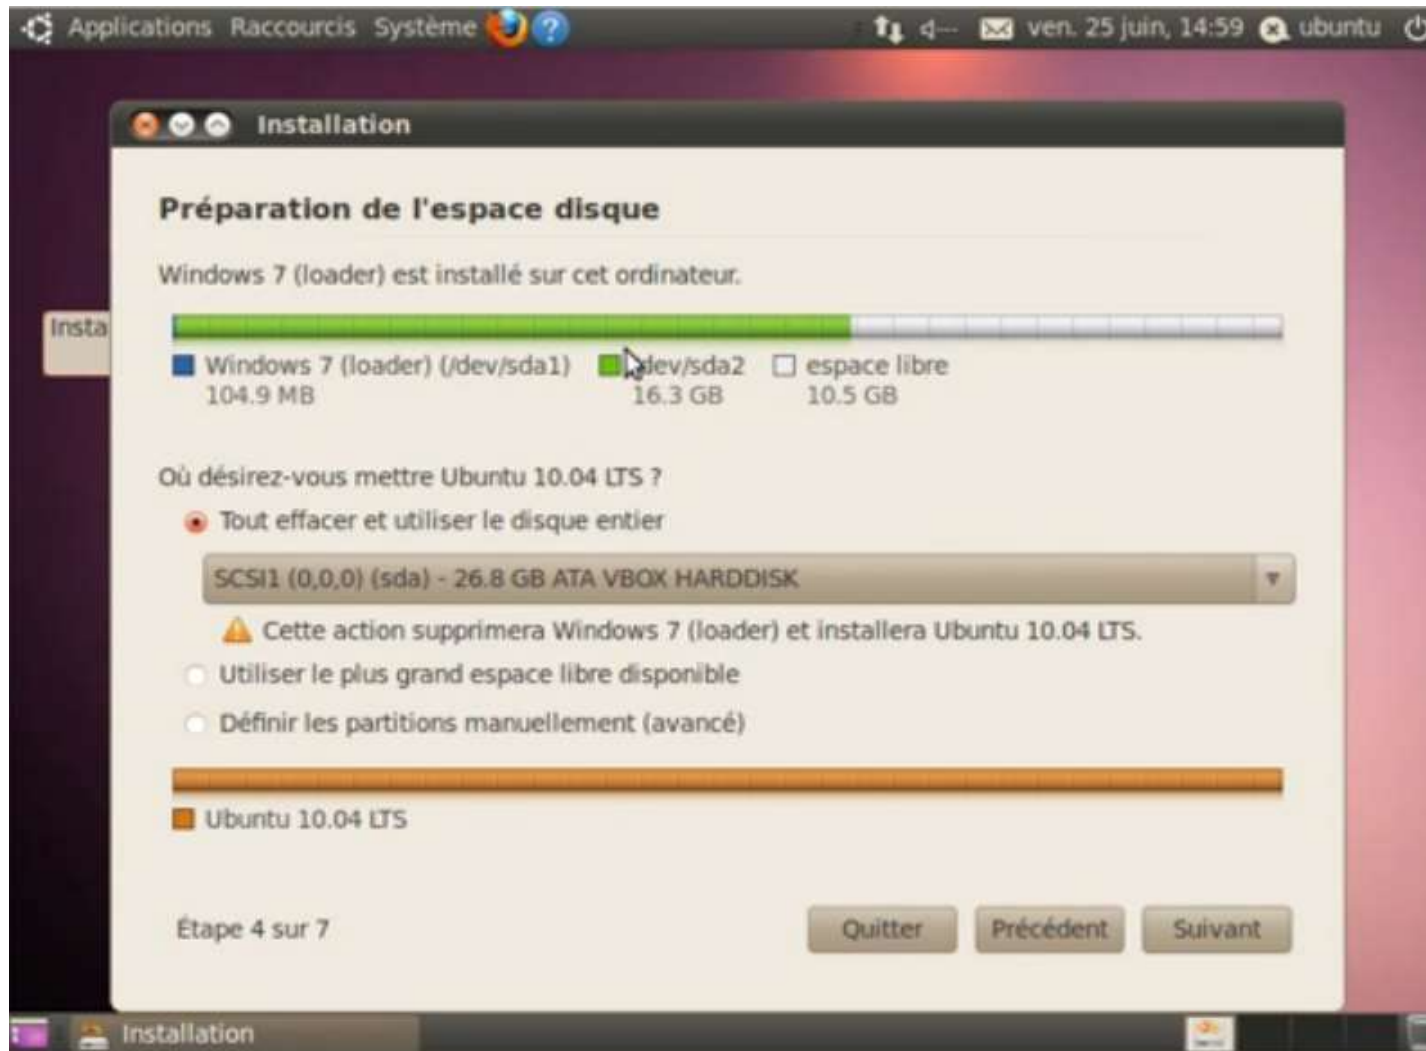 Applications Raccourcis Système ven. 25 juin, 14:59 ubuntu
Installation
Préparation de l'espace disque
Windows 7 (loader) est installé sur cet ordinateur.
Insta
Windows 7 (loader) (/dev/sda1) dev/sda2 espace libre
104.9 MB 16.3 GB 10.5 GB
Où désirez-vous mettre Ubuntu 10.04 LTS ?
Tout effacer et utiliser le disque entier
SCSI1 (0,0,0) (sda) - 26.8 GB ATA VBOX HARDDISK
Cette action supprimera Windows 7 (loader) et installera Ubuntu 10.04 LTS.
Utiliser le plus grand espace libre disponible
Définir les partitions manuellement (avancé)
Ubuntu 10.04 LTS
Étape 4 sur 7 Quitter Précédent Suivant
Installation